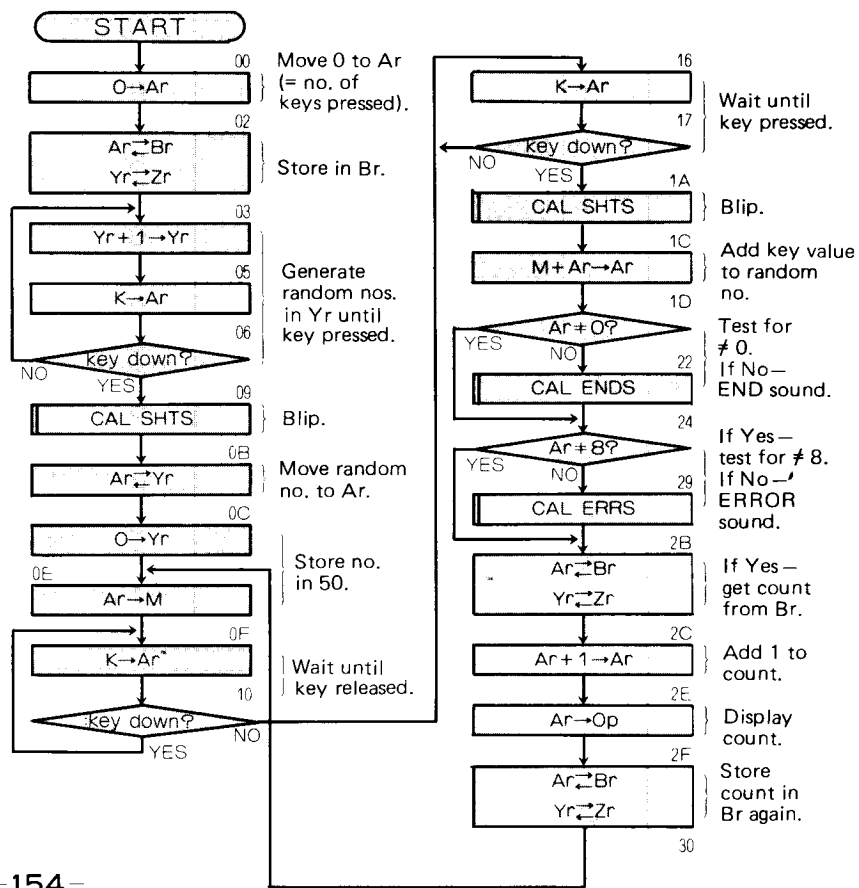 START
00
0→Ar
Move 0 to Ar
(= no. of
keys pressed).
02
Ar⇄Br
Yr⇄Zr
Store in Br.
03
Yr+1→Yr
05
K→Ar
06
key down?
NO
YES
Generate
random nos.
in Yr until
key pressed.
09
CAL SHTS
Blip.
0B
Ar⇄Yr
Move random
no. to Ar.
0C
0→Yr
0E
Ar→M
Store no.
in 50.
0F
K→Ar
10
key down?
YES
NO
Wait until
key released.
16
K→Ar
17
key down?
NO
YES
Wait until
key pressed.
1A
CAL SHTS
Blip.
1C
M+Ar→Ar
Add key value
to random
no.
1D
Ar≠0?
YES
NO
Test for
≠ 0.
22
CAL ENDS
If No—
END sound.
24
Ar≠8?
YES
NO
If Yes—
test for ≠ 8.
29
CAL ERRS
If No—
ERROR
sound.
2B
Ar⇄Br
Yr⇄Zr
If Yes—
get count
from Br.
2C
Ar+1→Ar
Add 1 to
count.
2E
Ar→Op
Display
count.
2F
Ar⇄Br
Yr⇄Zr
Store
count in
Br again.
30
-154-